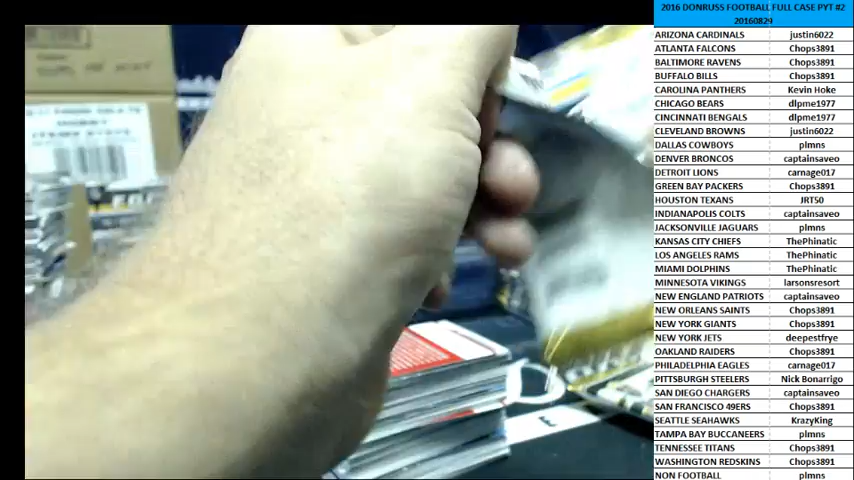 2016 DONRUSS FOOTBALL FULL CASE PYT #2
20160829
ARIZONA CARDINALS justin6022
ATLANTA FALCONS Chops3891
BALTIMORE RAVENS Chops3891
BUFFALO BILLS Chops3891
CAROLINA PANTHERS Kevin Hoke
CHICAGO BEARS dlpme1977
CINCINNATI BENGALS dlpme1977
CLEVELAND BROWNS justin6022
DALLAS COWBOYS plmns
DENVER BRONCOS captainsaveo
DETROIT LIONS carnage017
GREEN BAY PACKERS Chops3891
HOUSTON TEXANS JRT50
INDIANAPOLIS COLTS captainsaveo
JACKSONVILLE JAGUARS plmns
KANSAS CITY CHIEFS ThePhinatic
LOS ANGELES RAMS ThePhinatic
MIAMI DOLPHINS ThePhinatic
MINNESOTA VIKINGS larsonsresort
NEW ENGLAND PATRIOTS captainsaveo
NEW ORLEANS SAINTS Chops3891
NEW YORK GIANTS Chops3891
NEW YORK JETS deepestfrye
OAKLAND RAIDERS Chops3891
PHILADELPHIA EAGLES carnage017
PITTSBURGH STEELERS Nick Bonarrigo
SAN DIEGO CHARGERS captainsaveo
SAN FRANCISCO 49ERS Chops3891
SEATTLE SEAHAWKS KrazyKing
TAMPA BAY BUCCANEERS plmns
TENNESSEE TITANS Chops3891
WASHINGTON REDSKINS Chops3891
NON FOOTBALL plmns